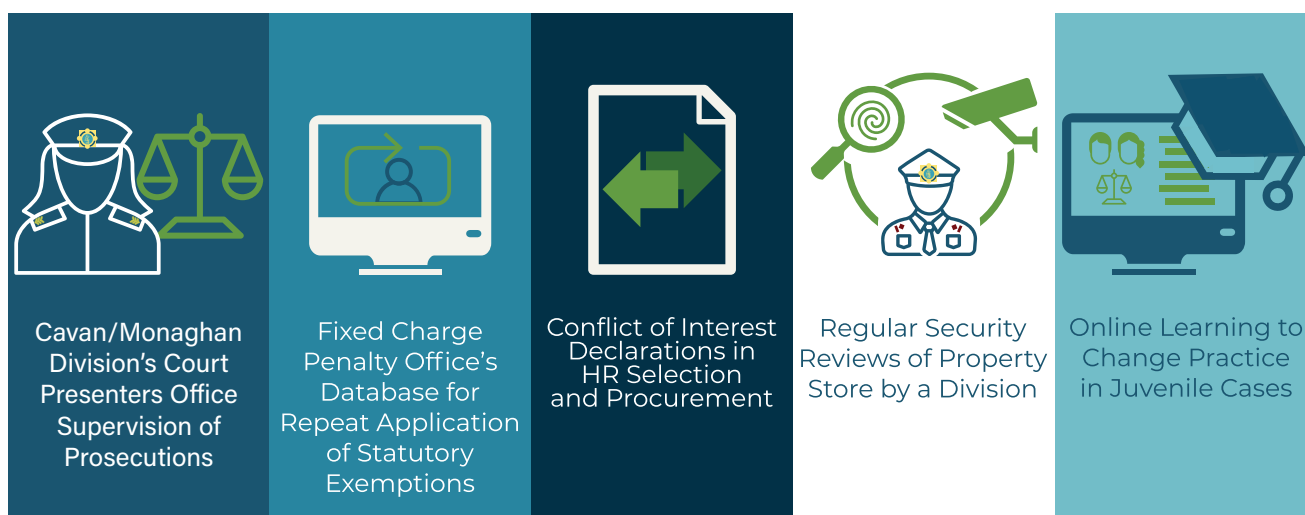 Cavan/Monaghan
Division's Court
Presenters Office
Supervision of
Prosecutions
Fixed Charge
Penalty Office's
Database for
Repeat Application
of Statutory
Exemptions
Conflict of Interest
Declarations in
HR Selection
and Procurement
Regular Security
Reviews of Property
Store by a Division
Online Learning to
Change Practice
in Juvenile Cases